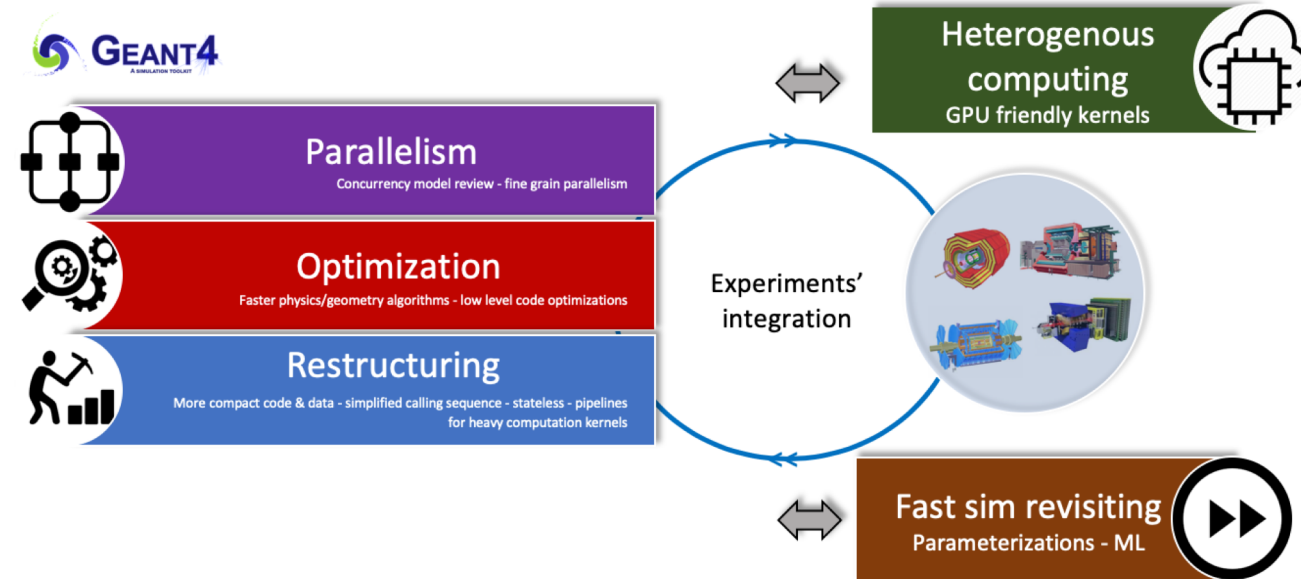 GEANT4
A SIMULATION TOOLKIT
Heterogenous
computing
GPU friendly kernels
Parallelism
Concurrency model review - fine grain parallelism
Optimization
Faster physics/geometry algorithms - low level code optimizations
Restructuring
More compact code & data - simplified calling sequence - stateless - pipelines
for heavy computation kernels
Experiments’
integration
Fast sim revisiting
Parameterizations - ML